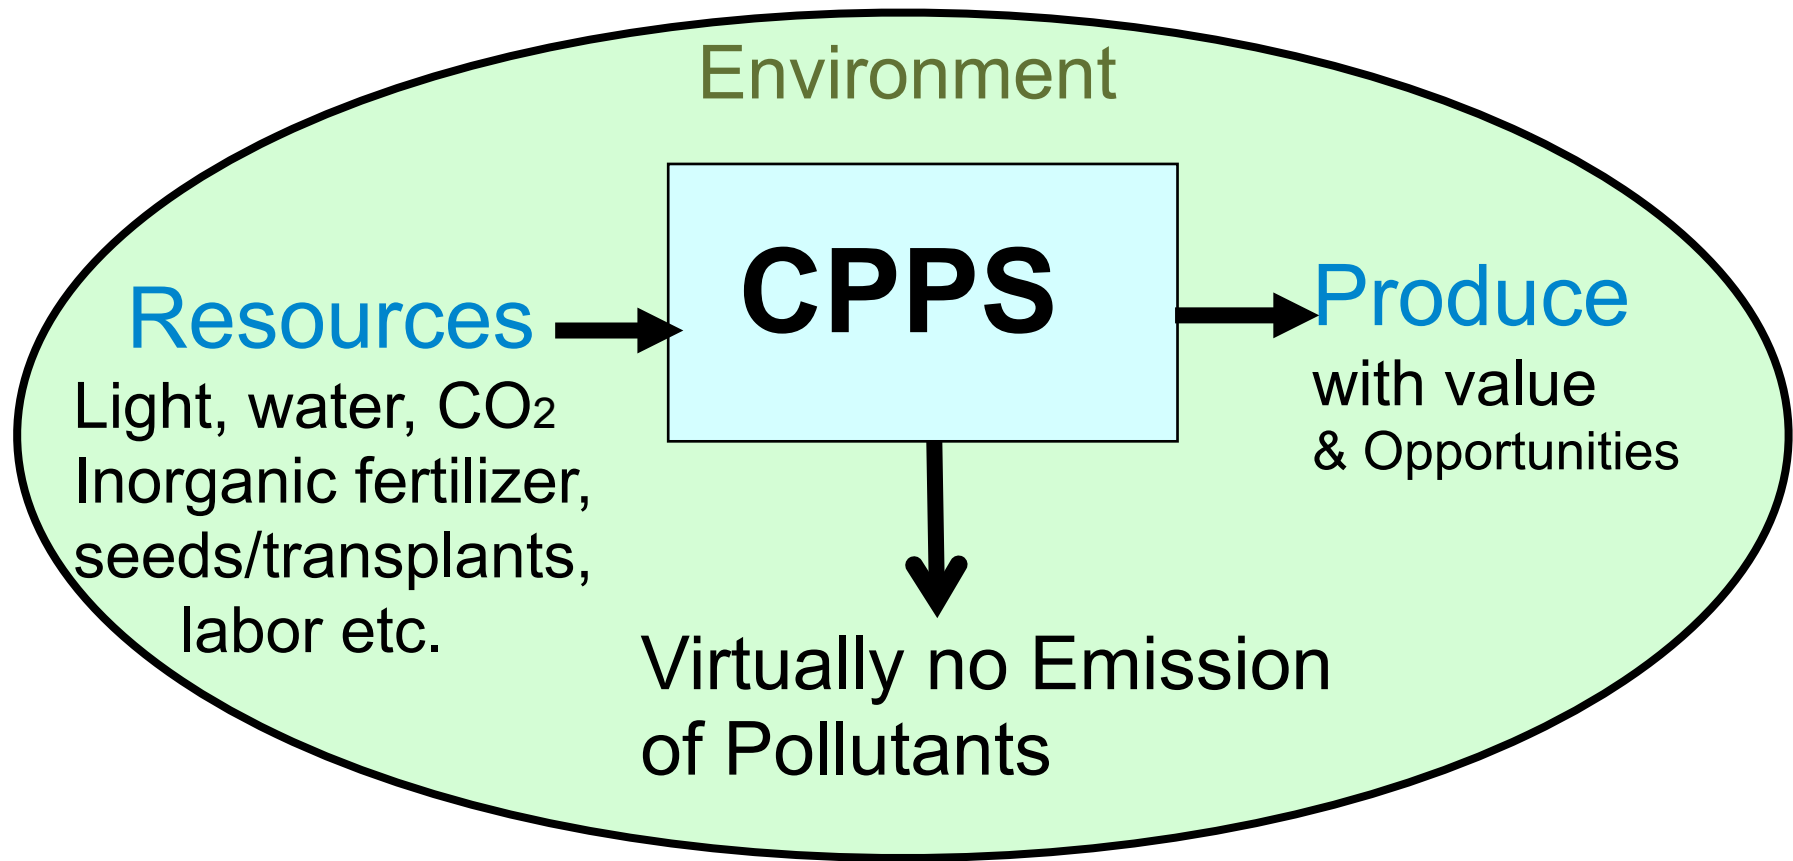 Environment
CPPS
Resources
Light, water, CO₂
Inorganic fertilizer,
seeds/transplants,
labor etc.
Produce
with value
& Opportunities
Virtually no Emission
of Pollutants